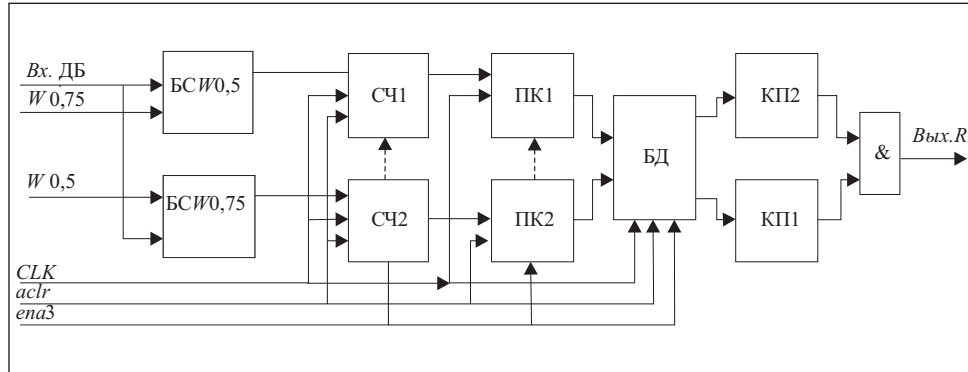 Вх. ДБ
W 0,75
БСW0,5
СЧ1
ПК1
БД
КП2
&
Вых.R
W 0,5
БСW0,75
СЧ2
ПК2
КП1
CLK
aclr
ena3